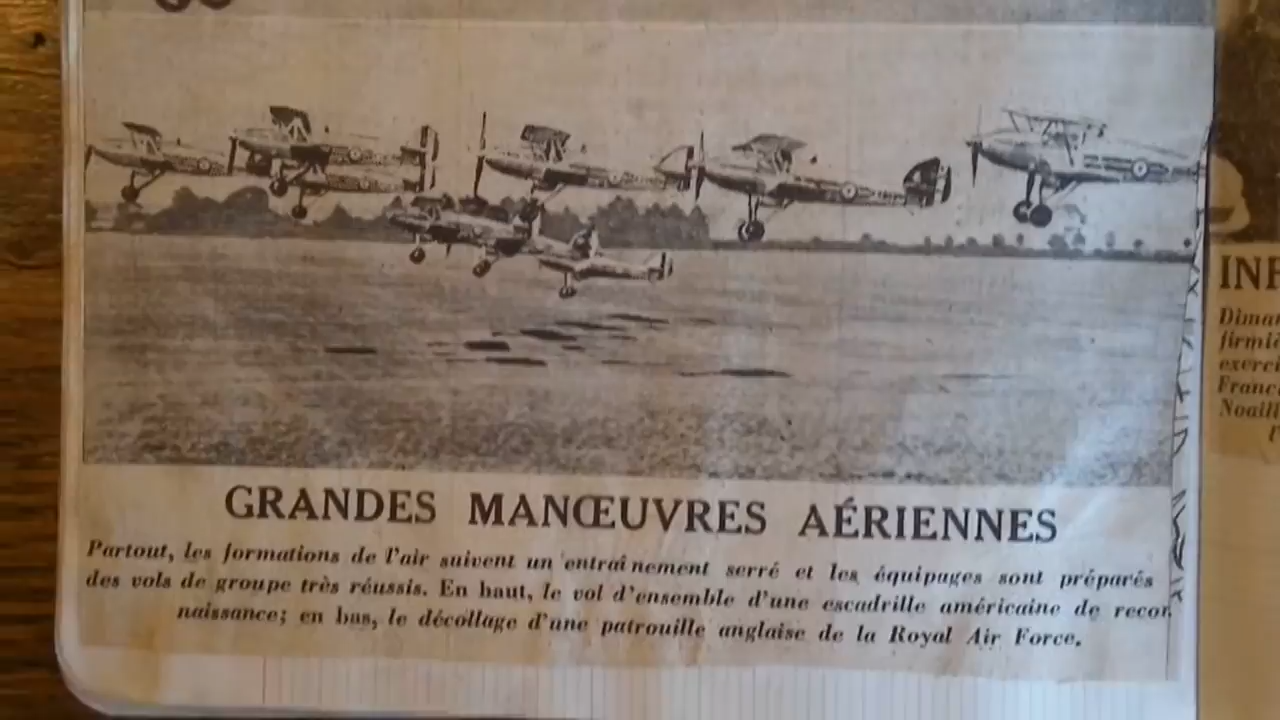 GRANDES MANŒUVRES AÉRIENNES
Partout, les formations de l'air suivent un entraînement serré et les équipages sont préparés
des vols de groupe très réussis. En haut, le vol d'ensemble d'une escadrille américaine de recon
naissance; en bas, le décollage d'une patrouille anglaise de la Royal Air Force.
INF
Diman
firmiè
exerci
France
Noaill